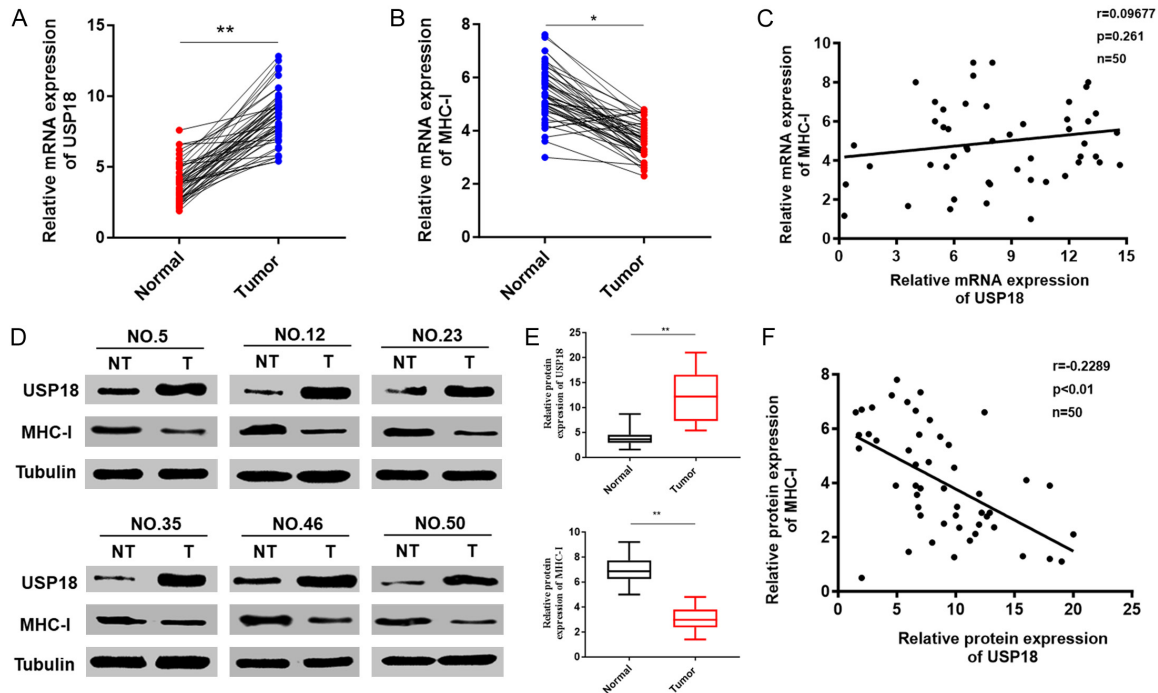 A
Relative mRNA expression
of USP18
15
10
5
0
**
Normal
Tumor
B
Relative mRNA expression
of MHC-I
8
6
4
2
0
*
Normal
Tumor
C
r=0.09677
p=0.261
n=50
Relative mRNA expression
of MHC-I
10
8
6
4
2
0
0 3 6 9 12 15
Relative mRNA expression
of USP18
D
NO.5 NO.12 NO.23
NT T NT T NT T
USP18
MHC-I
Tubulin
NO.35 NO.46 NO.50
NT T NT T NT T
USP18
MHC-I
Tubulin
E
Relative protein
expression of USP18
25
20
15
10
5
0
**
Normal
Tumor
Relative protein
expression of MHC-I
10
8
6
4
2
0
**
Normal
Tumor
F
r=-0.2289
p<0.01
n=50
Relative protein expression
of MHC-I
8
6
4
2
0
0 5 10 15 20 25
Relative protein expression
of USP18